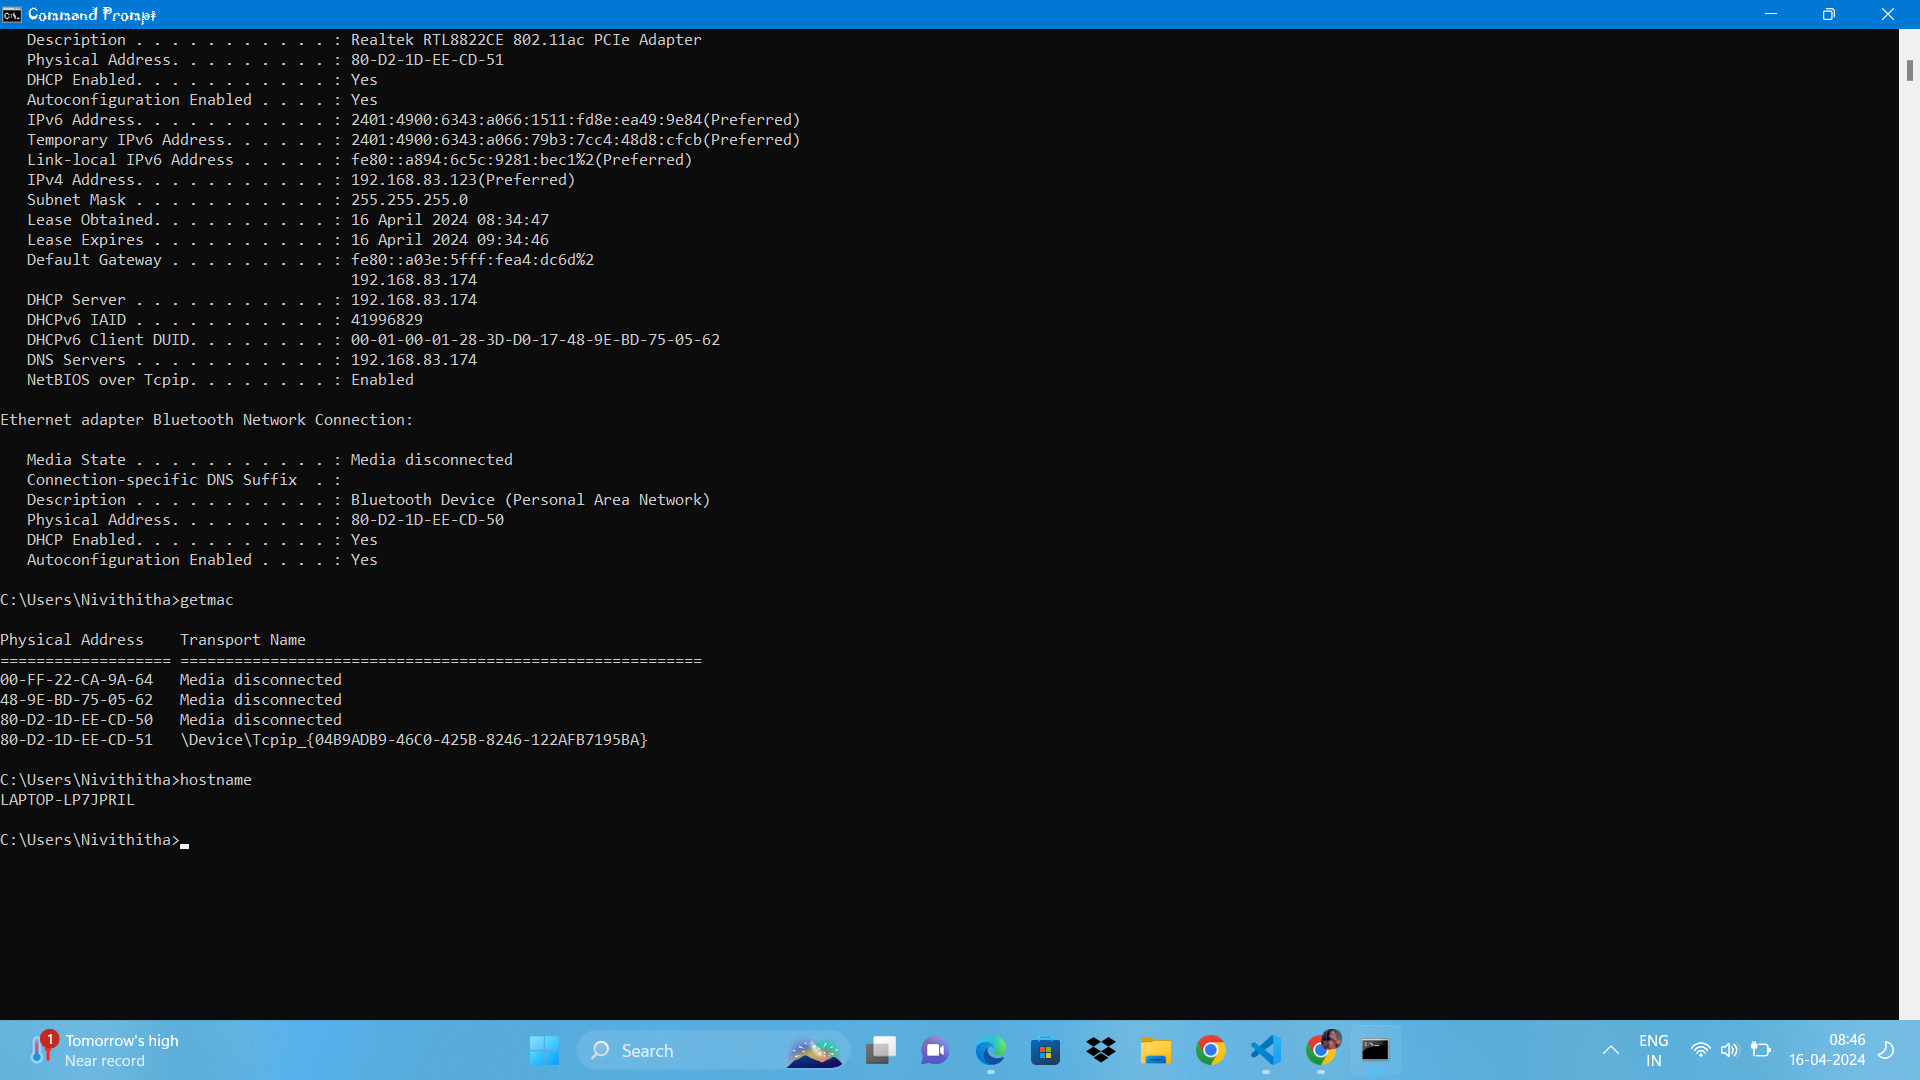 Command Prompt
   Description . . . . . . . . . . . : Realtek RTL8822CE 802.11ac PCIe Adapter
   Physical Address. . . . . . . . . : 80-D2-1D-EE-CD-51
   DHCP Enabled. . . . . . . . . . . : Yes
   Autoconfiguration Enabled . . . . : Yes
   IPv6 Address. . . . . . . . . . . : 2401:4900:6343:a066:1511:fd8e:ea49:9e84(Preferred)
   Temporary IPv6 Address. . . . . . : 2401:4900:6343:a066:79b3:7cc4:48d8:cfcb(Preferred)
   Link-local IPv6 Address . . . . . : fe80::a894:6c5c:9281:bec1%2(Preferred)
   IPv4 Address. . . . . . . . . . . : 192.168.83.123(Preferred)
   Subnet Mask . . . . . . . . . . . : 255.255.255.0
   Lease Obtained. . . . . . . . . . : 16 April 2024 08:34:47
   Lease Expires . . . . . . . . . . : 16 April 2024 09:34:46
   Default Gateway . . . . . . . . . : fe80::a03e:5fff:fea4:dc6d%2
                                       192.168.83.174
   DHCP Server . . . . . . . . . . . : 192.168.83.174
   DHCPv6 IAID . . . . . . . . . . . : 41996829
   DHCPv6 Client DUID. . . . . . . . : 00-01-00-01-28-3D-D0-17-48-9E-BD-75-05-62
   DNS Servers . . . . . . . . . . . : 192.168.83.174
   NetBIOS over Tcpip. . . . . . . . : Enabled
Ethernet adapter Bluetooth Network Connection:
   Media State . . . . . . . . . . . : Media disconnected
   Connection-specific DNS Suffix  . :
   Description . . . . . . . . . . . : Bluetooth Device (Personal Area Network)
   Physical Address. . . . . . . . . : 80-D2-1D-EE-CD-50
   DHCP Enabled. . . . . . . . . . . : Yes
   Autoconfiguration Enabled . . . . : Yes
C:\Users\Nivithitha>getmac
Physical Address    Transport Name
=================== ==========================================================
00-FF-22-CA-9A-64   Media disconnected
48-9E-BD-75-05-62   Media disconnected
80-D2-1D-EE-CD-50   Media disconnected
80-D2-1D-EE-CD-51   \Device\Tcpip_{04B9ADB9-46C0-425B-8246-122AFB7195BA}
C:\Users\Nivithitha>hostname
LAPTOP-LP7JPRIL
C:\Users\Nivithitha>
1
Tomorrow's high
Near record
Search
ENG
IN
08:46
16-04-2024